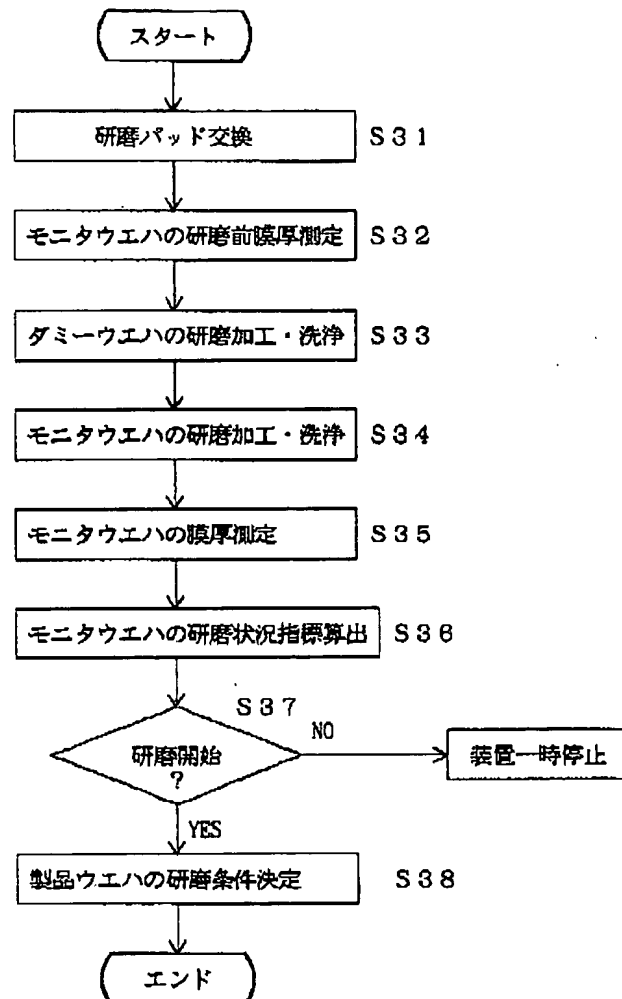 スタート
研磨パッド交換 S31
モニタウエハの研磨前膜厚測定 S32
ダミーウエハの研磨加工・洗浄 S33
モニタウエハの研磨加工・洗浄 S34
モニタウエハの膜厚測定 S35
モニタウエハの研磨状況指標算出 S36
S37
研磨開始
?
NO
装置一時停止
YES
製品ウエハの研磨条件決定 S38
エンド